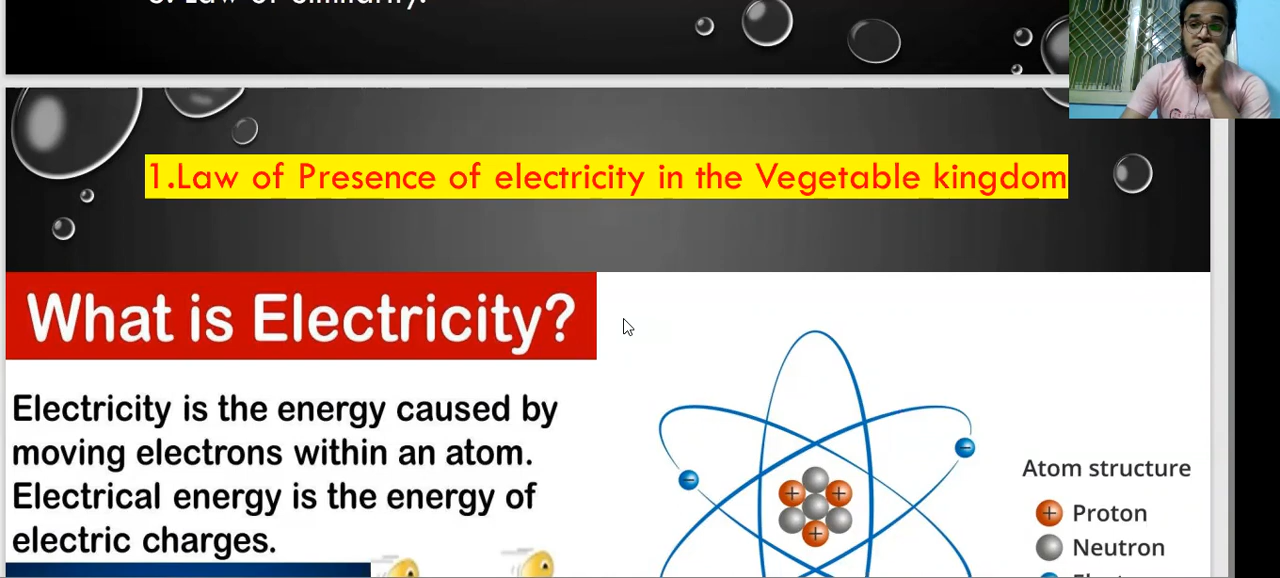 1.Law of Presence of electricity in the Vegetable kingdom
What is Electricity?
Electricity is the energy caused by
moving electrons within an atom.
Electrical energy is the energy of
electric charges.
Atom structure
+ Proton
Neutron